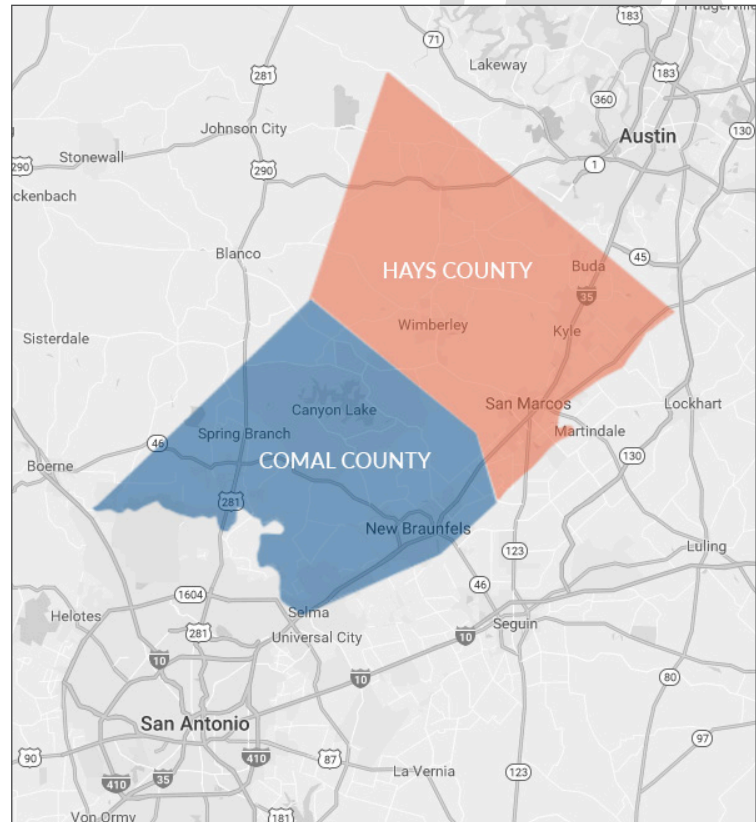 Pflugerville
183
71
281
Lakeway
183
360
Johnson City
Austin
130
Stonewall
290
290
1
ckenbach
Blanco
45
HAYS COUNTY
Buda
35
Wimberley
Kyle
Sisterdale
Canyon Lake
San Marcos
Lockhart
46
Spring Branch
Martindale
130
Boerne
COMAL COUNTY
281
New Braunfels
123
Luling
46
1604
Helotes
Selma
Seguin
281
Universal City
10
10
10
80
San Antonio
90
410
87
97
410
35
La Vernia
123
Von Ormy
181